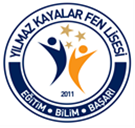 YILMAZ KAYALAR FEN LİSESİ
2011
EĞİTİM • BİLİM • BAŞARI